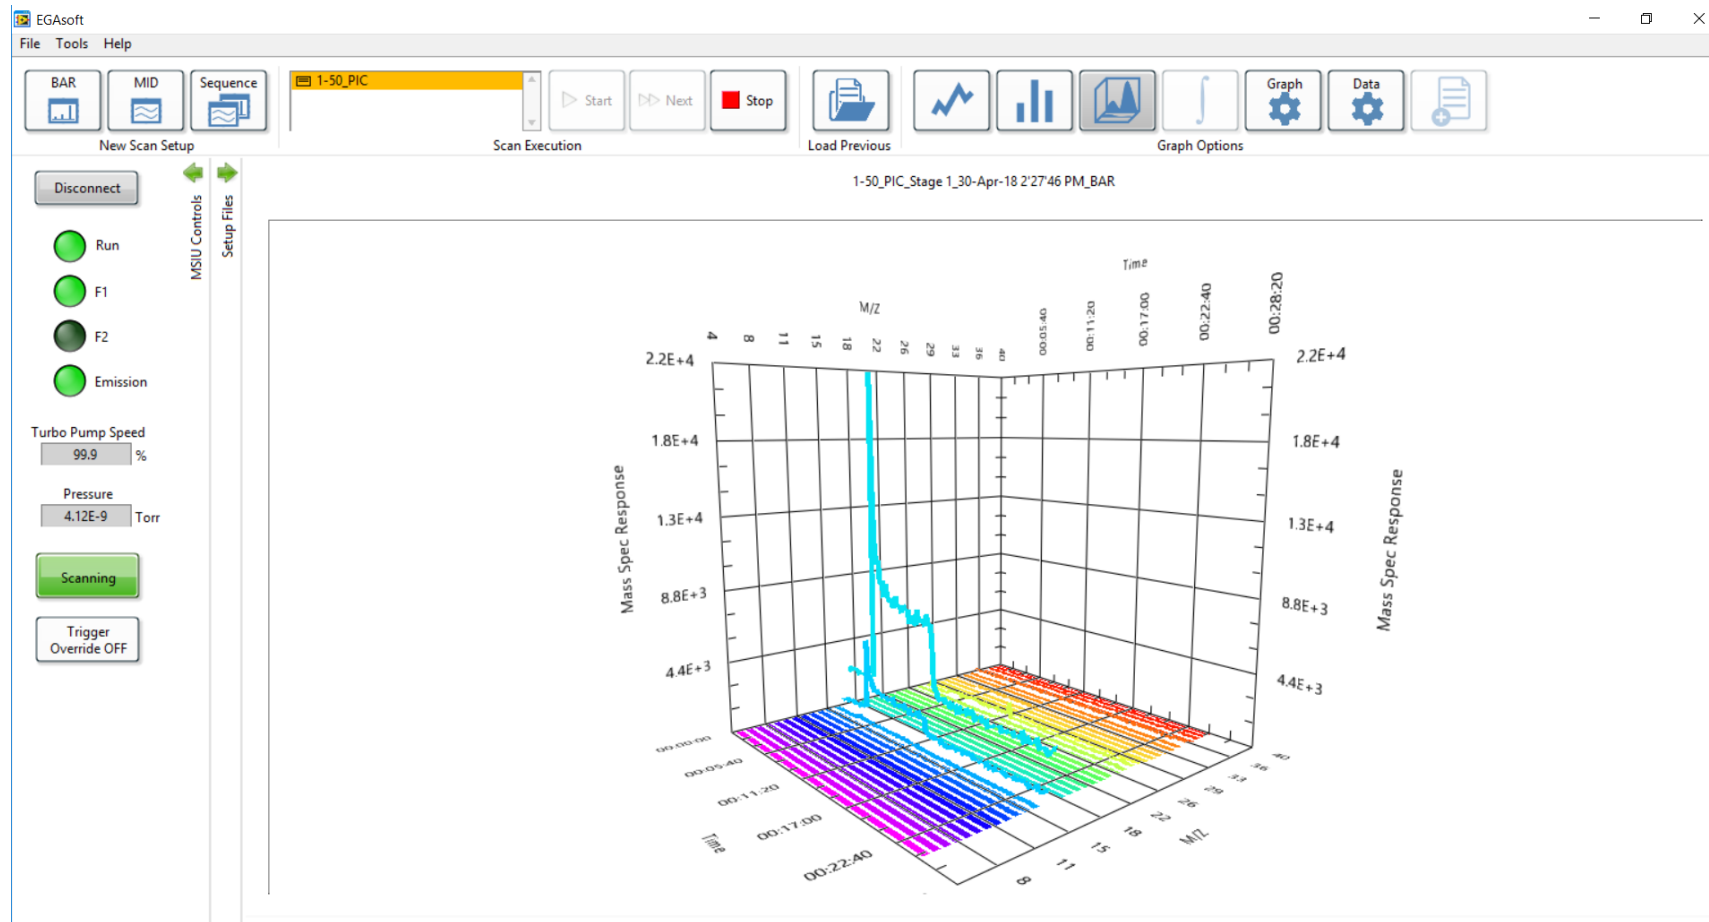 EGAsoft
File Tools Help
BAR
MID
Sequence
New Scan Setup
1-50_PIC
Start
Next
Stop
Scan Execution
Load Previous
Graph
Data
Graph Options
Disconnect
Run
F1
F2
Emission
Turbo Pump Speed
99.9 %
Pressure
4.12E-9 Torr
Scanning
Trigger
Override OFF
MSIU Controls
Setup Files
1-50_PIC_Stage 1_30-Apr-18 2'27'46 PM_BAR
Time
00:05:40 00:11:20 00:17:00 00:22:40 00:28:20
M/Z
4 8 11 15 18 22 26 29 33 36 40
Mass Spec Response
2.2E+4
1.8E+4
1.3E+4
8.8E+3
4.4E+3
Mass Spec Response
2.2E+4
1.8E+4
1.3E+4
8.8E+3
4.4E+3
Time
00:00:00
00:05:40
00:11:20
00:17:00
00:22:40
M/Z
8 11 15 18 22 26 29 33 36 40